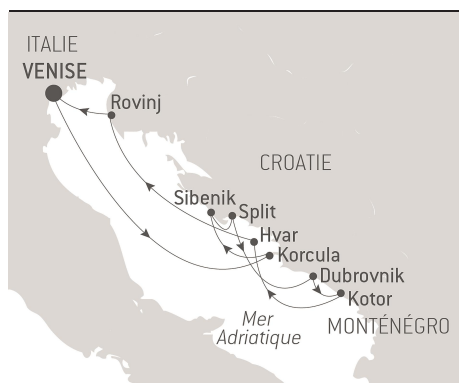 ITALIE
VENISE
Rovinj
CROATIE
Sibenik
Split
Hvar
Korcula
Dubrovnik
Kotor
Mer
Adriatique
MONTÉNÉGRO